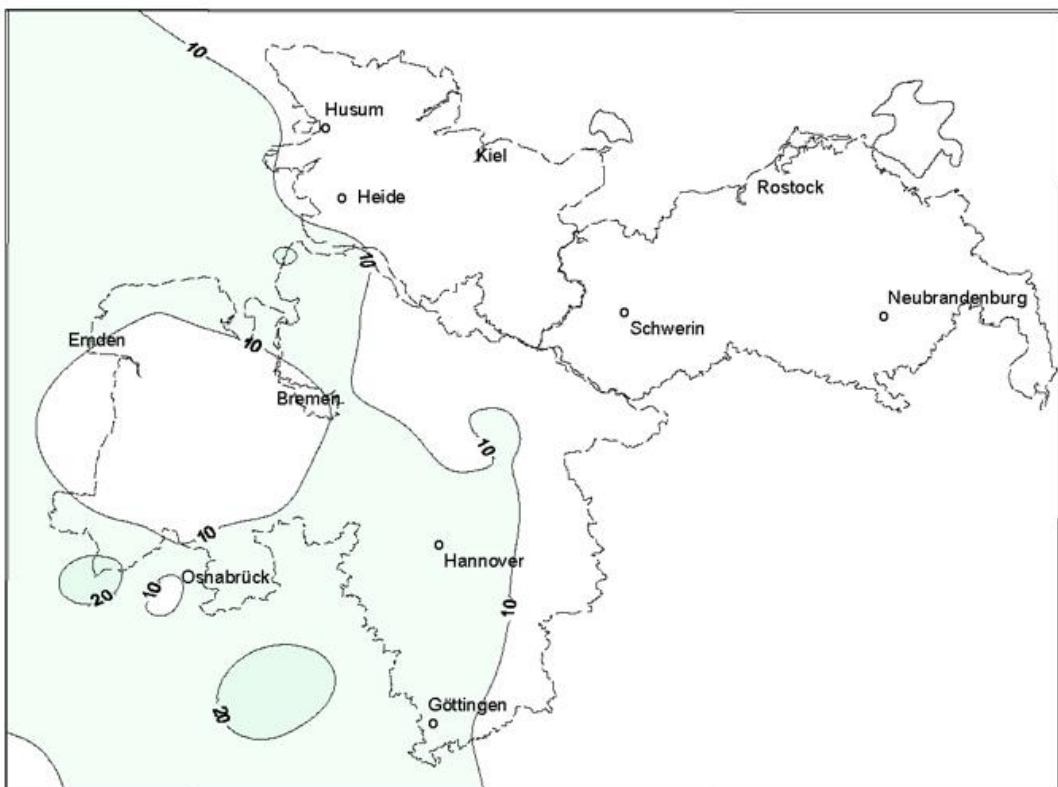 10
Husum
Kiel
Rostock
Heide
10
Neubrandenburg
Schwerin
Emden
10
Bremen
10
10
Hannover
Osnabrück
10
20
10
Göttingen
20